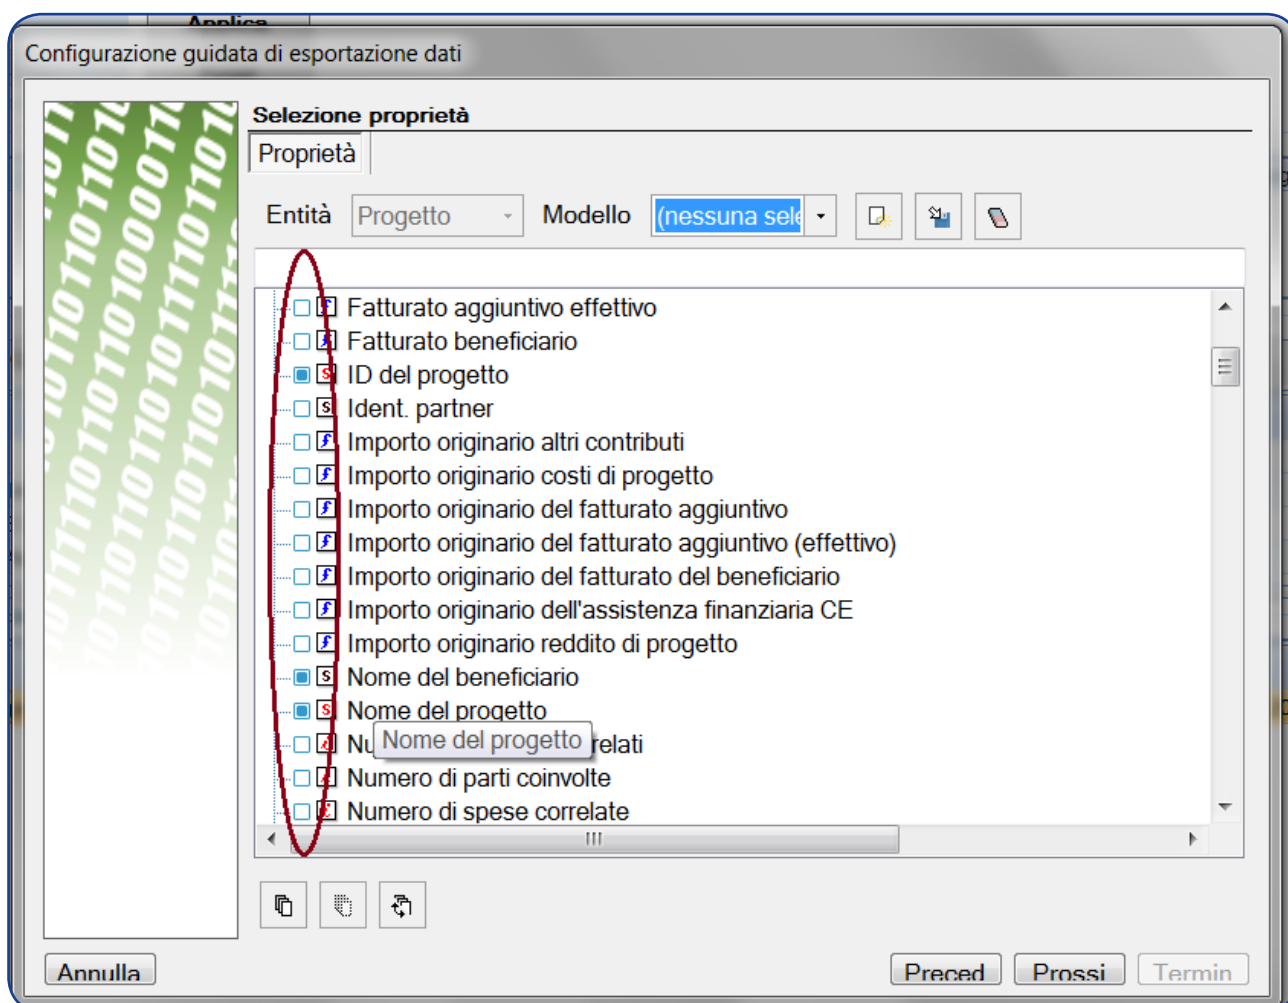 Applica
Configurazione guidata di esportazione dati
Selezione proprietà
Proprietà
Entità Progetto Modello (nessuna sele
Fatturato aggiuntivo effettivo
Fatturato beneficiario
ID del progetto
Ident. partner
Importo originario altri contributi
Importo originario costi di progetto
Importo originario del fatturato aggiuntivo
Importo originario del fatturato aggiuntivo (effettivo)
Importo originario del fatturato del beneficiario
Importo originario dell'assistenza finanziaria CE
Importo originario reddito di progetto
Nome del beneficiario
Nome del progetto
Nome del progetto
Numero di parti coinvolte
Numero di spese correlate
Annulla Preced Prossi Termin